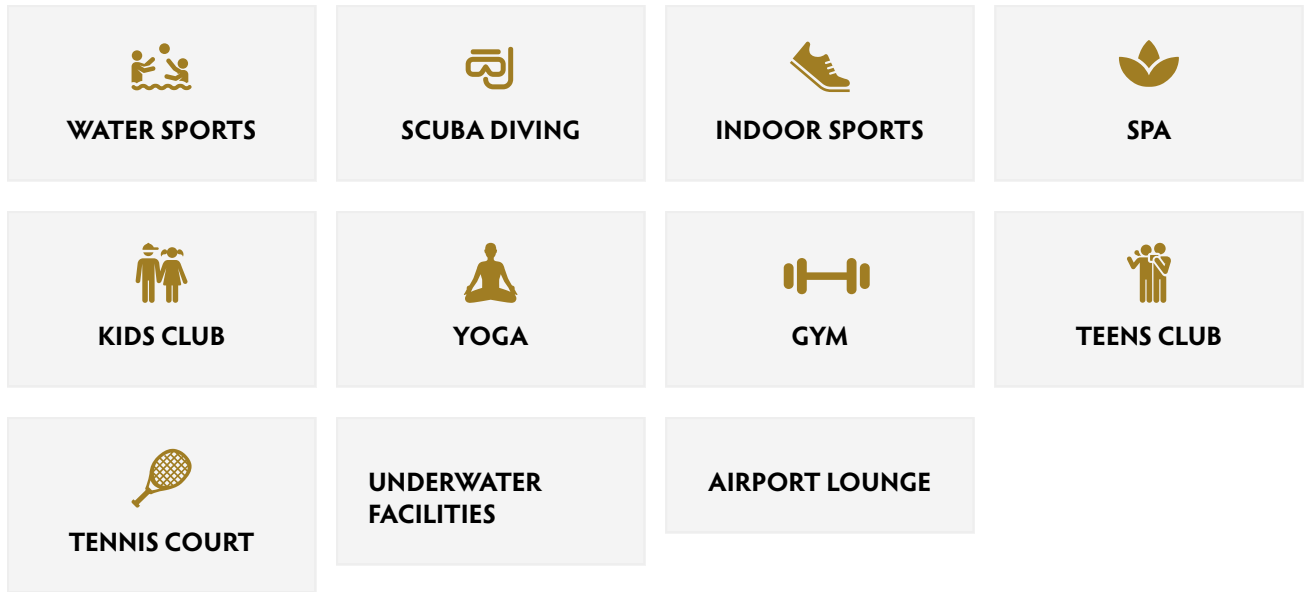 WATER SPORTS
SCUBA DIVING
INDOOR SPORTS
SPA
KIDS CLUB
YOGA
GYM
TEENS CLUB
TENNIS COURT
UNDERWATER
FACILITIES
AIRPORT LOUNGE